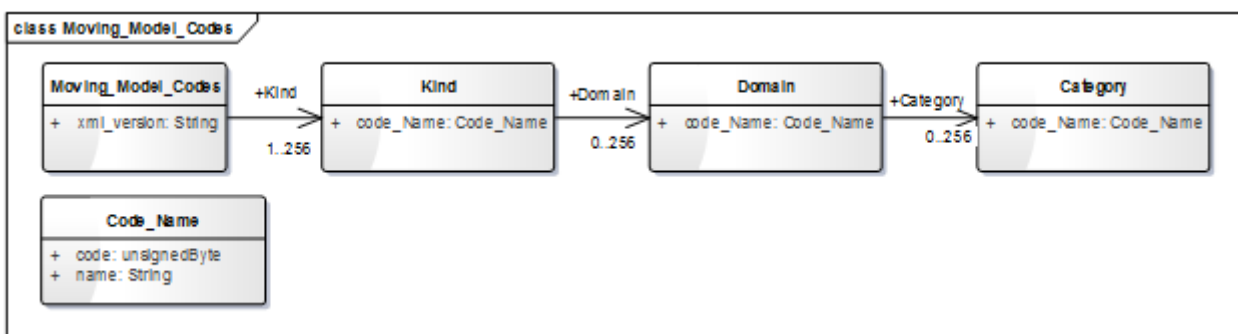 class Moving_Model_Codes
Moving_Model_Codes
+ xml_version: String
+Kind
1..256
Kind
+ code_Name: Code_Name
+Domain
0..256
Domain
+ code_Name: Code_Name
+Category
0..256
Category
+ code_Name: Code_Name
Code_Name
+ code: unsignedByte
+ name: String